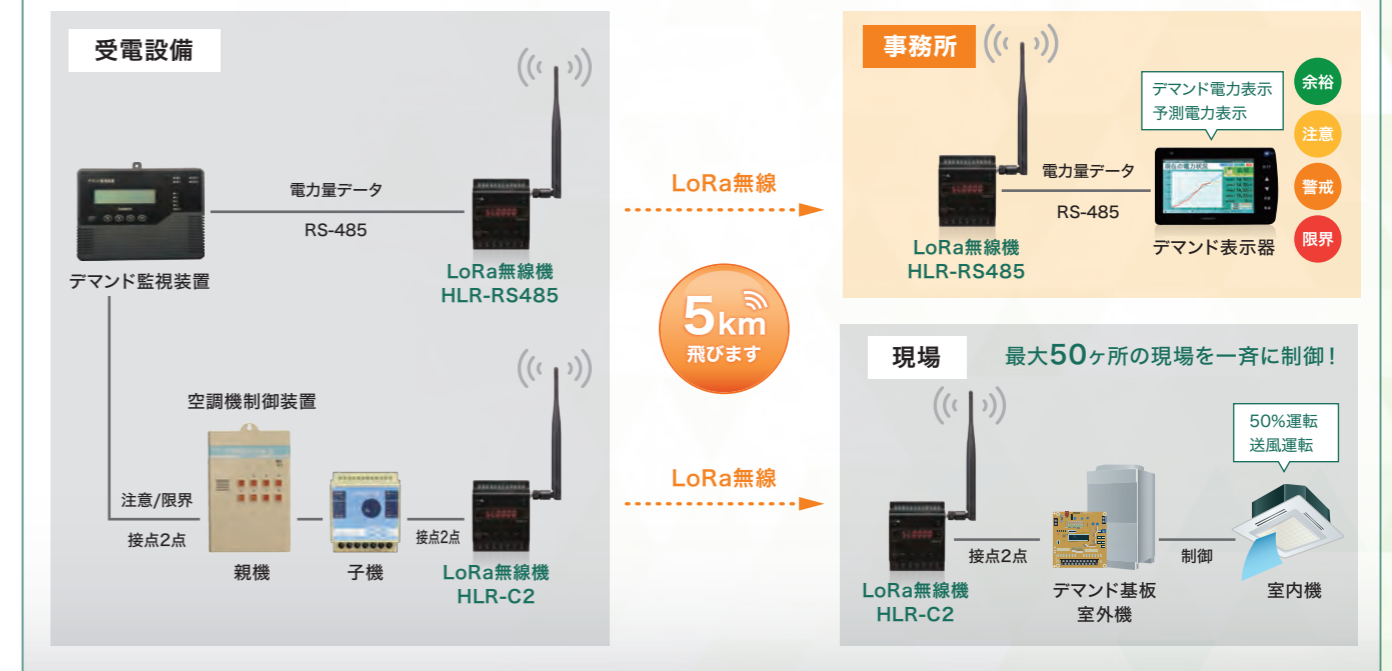 受電設備
電力量データ
RS-485
デマンド監視装置
LoRa無線機
HLR-RS485
空調機制御装置
注意/限界
接点2点
接点2点
親機
子機
LoRa無線機
HLR-C2
LoRa無線
5km
飛びます
LoRa無線
事務所
デマンド電力表示
予測電力表示
余裕
注意
警戒
限界
電力量データ
RS-485
LoRa無線機
HLR-RS485
デマンド表示器
現場
最大50ヶ所の現場を一斉に制御!
50%運転
送風運転
接点2点
制御
LoRa無線機
HLR-C2
デマンド基板
室外機
室内機